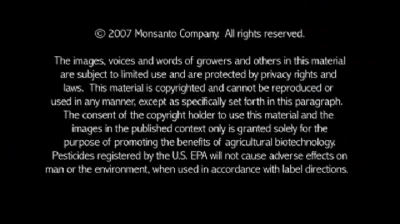 © 2007 Monsanto Company. All rights reserved.
The images, voices and words of growers and others in this material
are subject to limited use and are protected by privacy rights and
laws. This material is copyrighted and cannot be reproduced or
used in any manner, except as specifically set forth in this paragraph.
The consent of the copyright holder to use this material and the
images in the published context only is granted solely for the
purpose of promoting the benefits of agricultural biotechnology.
Pesticides registered by the U.S. EPA will not cause adverse effects on
man or the environment, when used in accordance with label directions.